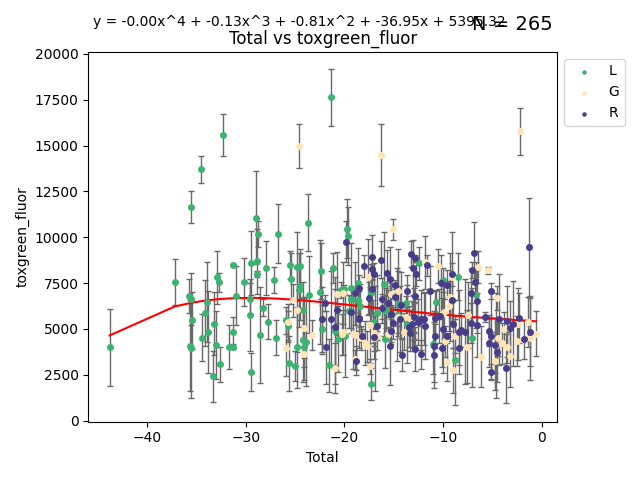 y = -0.00x^4 + -0.13x^3 + -0.81x^2 + -36.95x + 5395.32
N = 265
Total vs toxgreen_fluor
20000
17500
15000
12500
10000
7500
5000
2500
0
toxgreen_fluor
−40 −30 −20 −10 0
Total
L
G
R